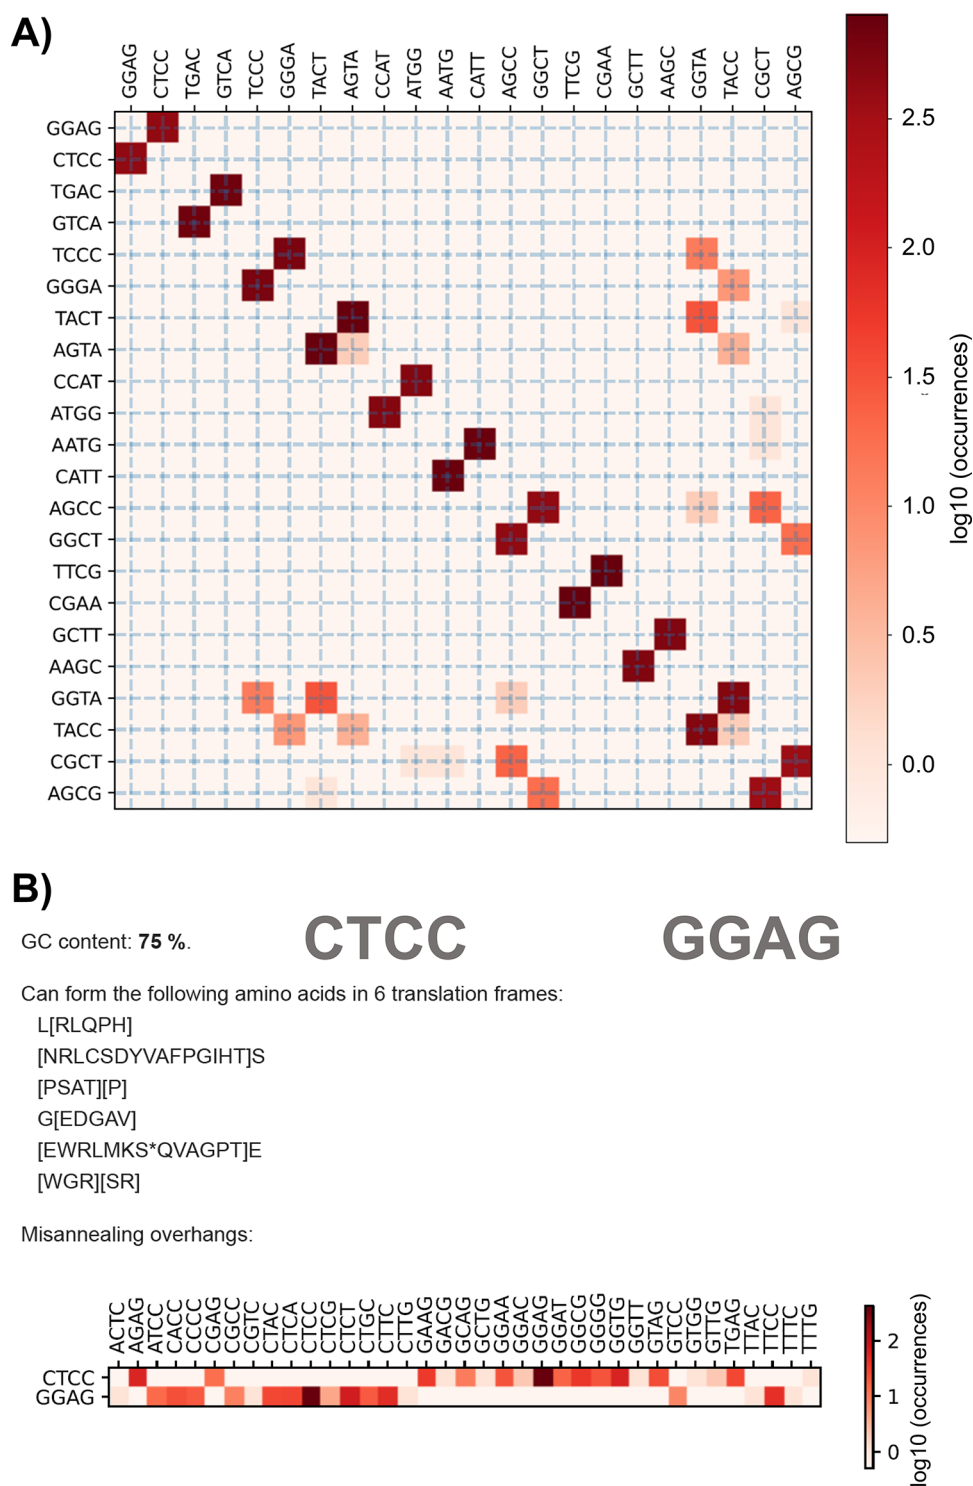 A)
GGAG CTCC TGAC GTCA TCCC GGGA TACT AGTA CCAT ATGG AATG CATT AGCC GGCT TTCG CGAA GCTT AAGC GGTA TACC CGCT AGCG
GGAG
CTCC
TGAC
GTCA
TCCC
GGGA
TACT
AGTA
CCAT
ATGG
AATG
CATT
AGCC
GGCT
TTCG
CGAA
GCTT
AAGC
GGTA
TACC
CGCT
AGCG
2.5
2.0
1.5
1.0
0.5
0.0
log10 (occurrences)
B)
GC content: 75 %.
CTCC GGAG
Can form the following amino acids in 6 translation frames:
L[RLQPH]
[NRLCSDYVAFPGIHT]S
[PSAT][P]
G[EDGAV]
[EWRLMKS*QVAGPT]E
[WGR][SR]
Misannealing overhangs:
ACTC AGAG ATCC CACC CCCC CGAG CGCC CGTC CTAC CTCA CTCC CTCG CTCT CTGC CTTC CTTG GAAG GACG GCAG GCTG GGAA GGAC GGAG GGAT GGCG GGGG GGTG GGTT GTAG GTCC GTGG GTTG TGAG TTAC TTCC TTTC TTTG
CTCC
GGAG
2
1
0
log10 (occurrences)